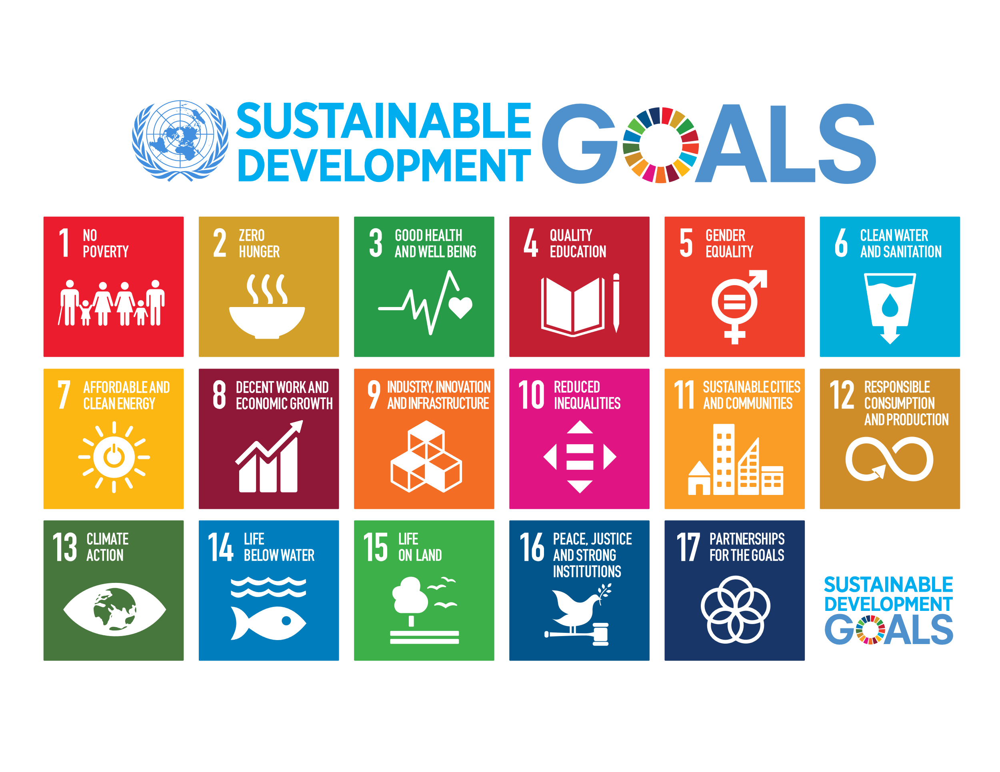 SUSTAINABLE
DEVELOPMENT
GOALS
1 NO
POVERTY
2 ZERO
HUNGER
3 GOOD HEALTH
AND WELL BEING
4 QUALITY
EDUCATION
5 GENDER
EQUALITY
6 CLEAN WATER
AND SANITATION
7 AFFORDABLE AND
CLEAN ENERGY
8 DECENT WORK AND
ECONOMIC GROWTH
9 INDUSTRY, INNOVATION
AND INFRASTRUCTURE
10 REDUCED
INEQUALITIES
11 SUSTAINABLE CITIES
AND COMMUNITIES
12 RESPONSIBLE
CONSUMPTION
AND PRODUCTION
13 CLIMATE
ACTION
14 LIFE
BELOW WATER
15 LIFE
ON LAND
16 PEACE, JUSTICE
AND STRONG
INSTITUTIONS
17 PARTNERSHIPS
FOR THE GOALS
SUSTAINABLE
DEVELOPMENT
GOALS